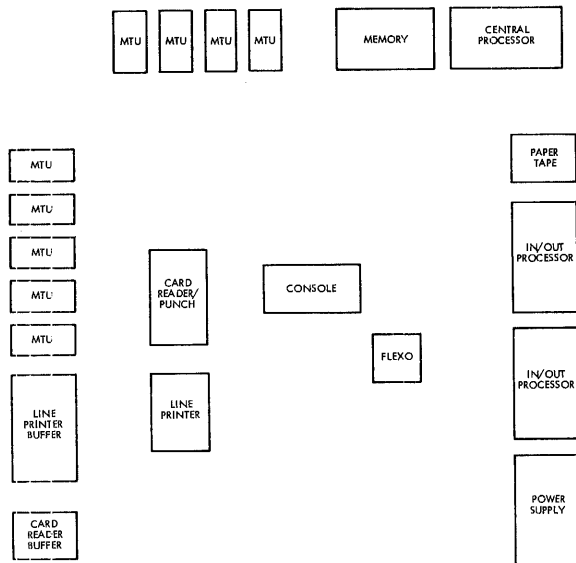 MTU
MTU
MTU
MTU
MEMORY
CENTRAL
PROCESSOR
MTU
PAPER
TAPE
MTU
MTU
IN/OUT
PROCESSOR
CARD
READER/
PUNCH
CONSOLE
MTU
MTU
FLEXO
IN/OUT
PROCESSOR
LINE
PRINTER
BUFFER
LINE
PRINTER
POWER
SUPPLY
CARD
READER
BUFFER